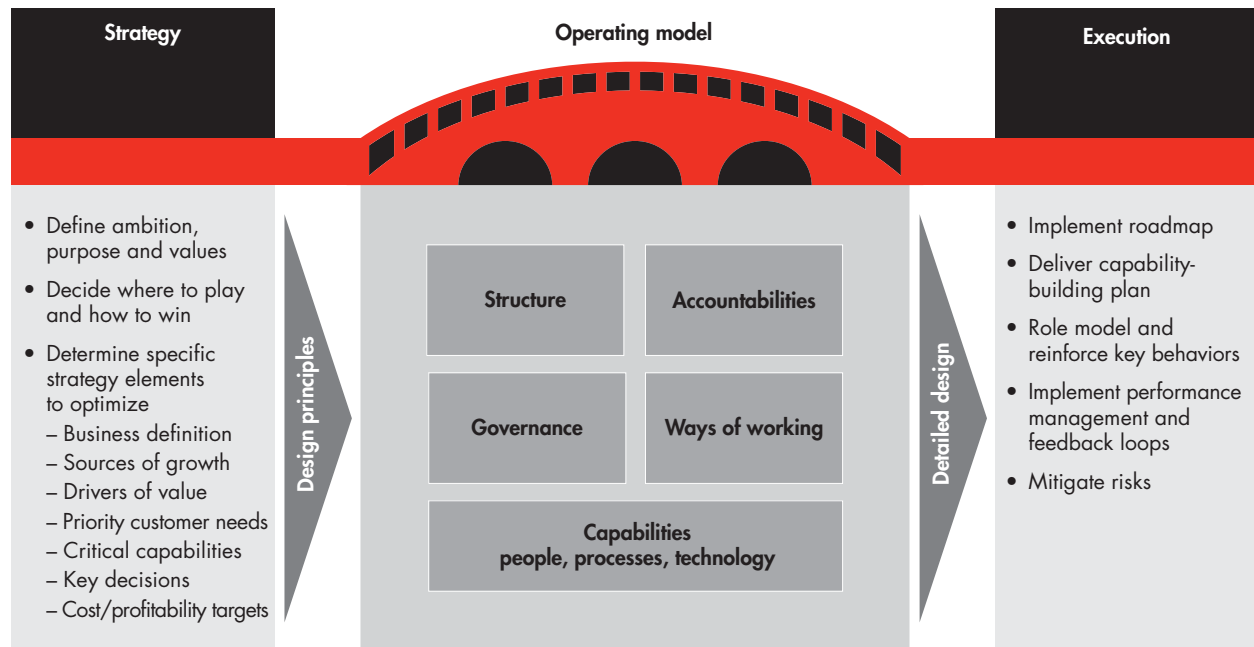 Strategy
Operating model
Execution
• Define ambition,
purpose and values
• Decide where to play
and how to win
• Determine specific
strategy elements
to optimize
– Business definition
– Sources of growth
– Drivers of value
– Priority customer needs
– Critical capabilities
– Key decisions
– Cost/profitability targets
Design principles
Structure
Accountabilities
Governance
Ways of working
Capabilities
people, processes, technology
Detailed design
• Implement roadmap
• Deliver capability-
building plan
• Role model and
reinforce key behaviors
• Implement performance
management and
feedback loops
• Mitigate risks